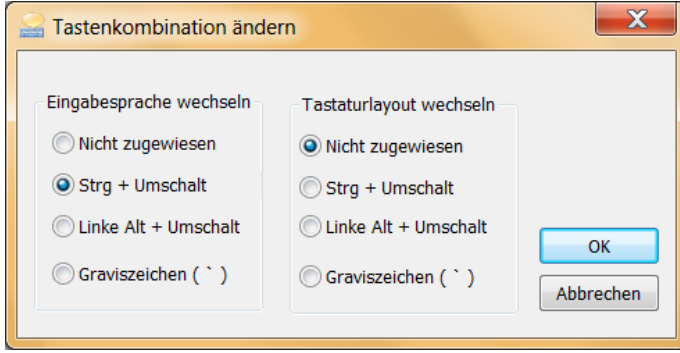 Tastenkombination ändern
Eingabesprache wechseln
Nicht zugewiesen
Strg + Umschalt
Linke Alt + Umschalt
Graviszeichen ( ` )
Tastaturlayout wechseln
Nicht zugewiesen
Strg + Umschalt
Linke Alt + Umschalt
Graviszeichen ( ` )
OK
Abbrechen